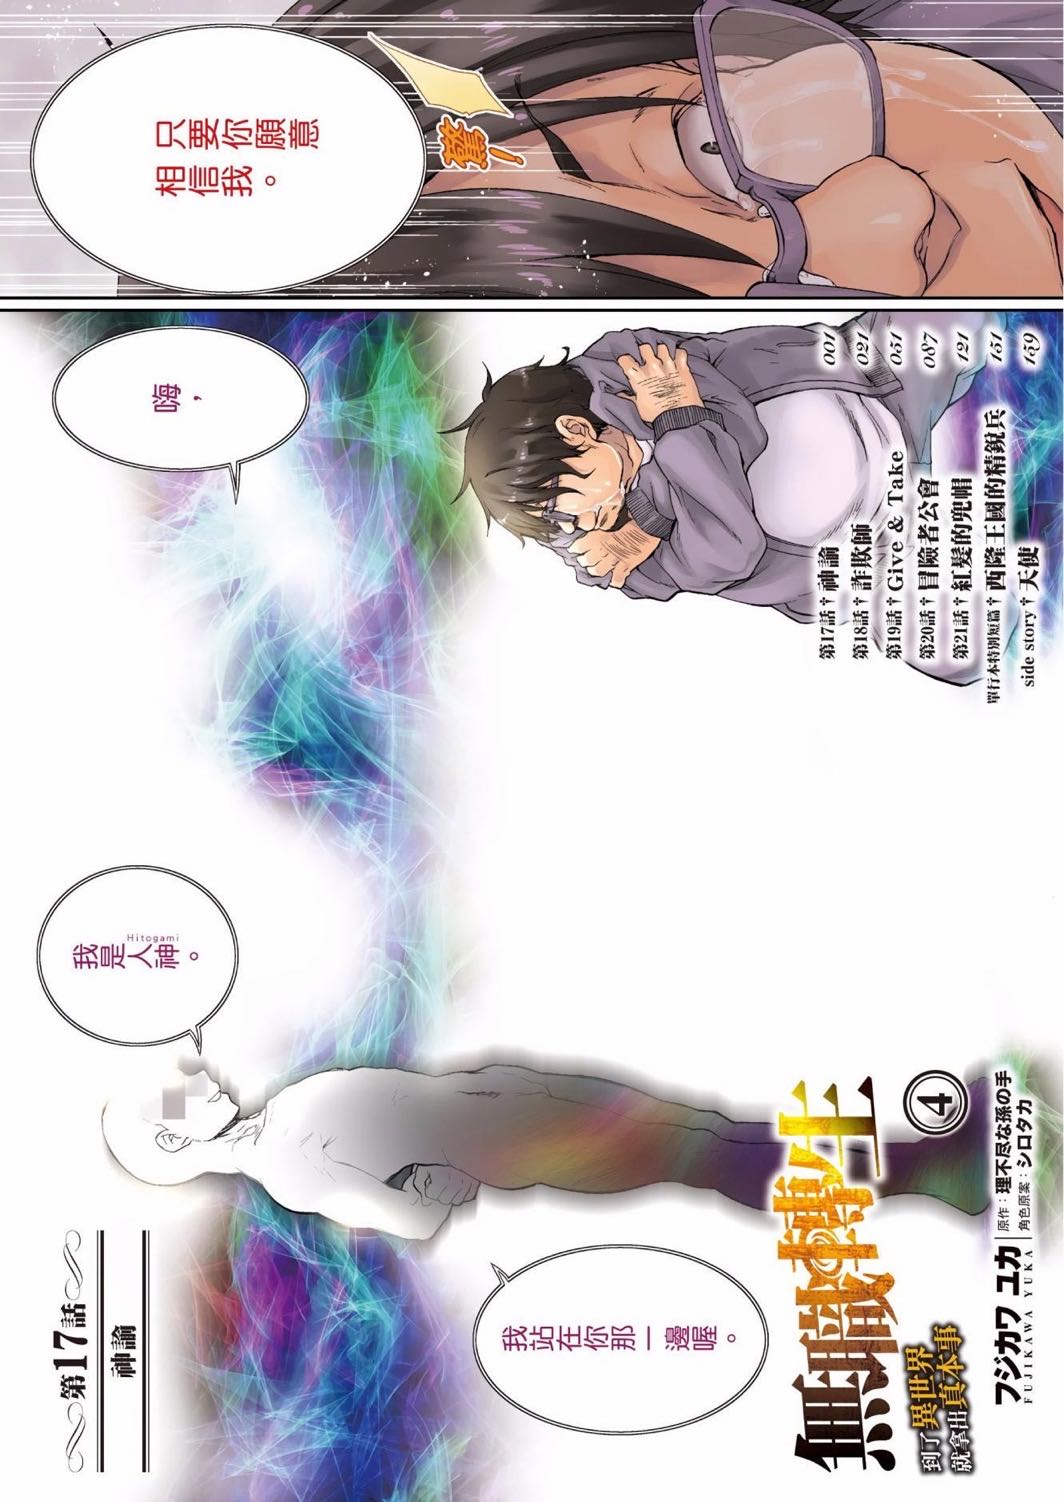 只要你願意
相信我。
驚！
嗨，
001
021
051
087
121
151
159
第17話†神諭
第18話†詐欺師
第19話†Give & Take
第20話†冒險者公會
第21話†紅髮的兜帽
單行本特別短篇†西隆王國的精銳兵
side story†天使
Hitogami
我是人神。
我站在你那一邊喔。
第17話
神諭
無職轉生
到了異世界
就拿出真本事
④
フジカワ ユカ
FUJIKAWA YUKA
原作：理不尽な孫の手
角色原案：シロタカ